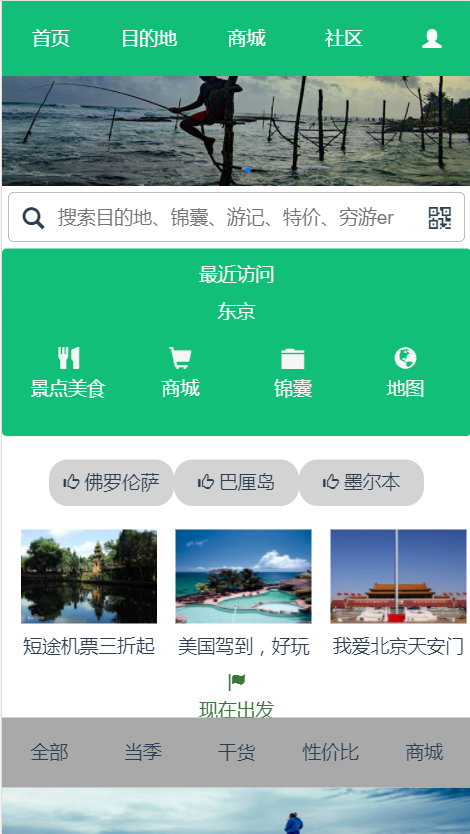 首页 目的地 商城 社区
搜索目的地、锦囊、游记、特价、穷游er
最近访问
东京
景点美食 商城 锦囊 地图
佛罗伦萨 巴厘岛 墨尔本
短途机票三折起 美国驾到，好玩 我爱北京天安门
现在出发
全部 当季 干货 性价比 商城